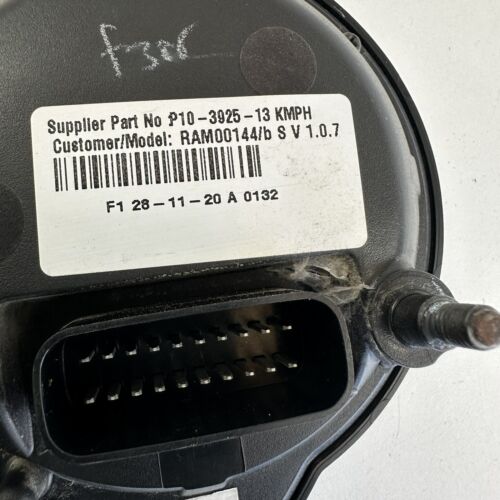 f30c
Supplier Part No :P10-3925-13 KMPH
Customer/Model: RAM00144/b S V 1.0.7
F1 28-11-20 A 0132